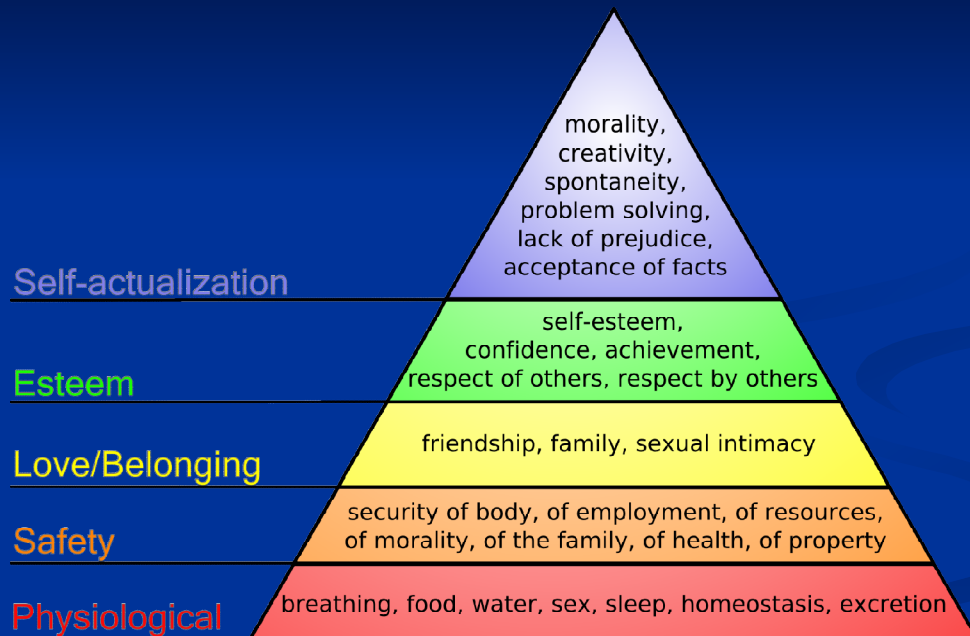 morality,
creativity,
spontaneity,
problem solving,
lack of prejudice,
acceptance of facts
Self-actualization
self-esteem,
confidence, achievement,
respect of others, respect by others
Esteem
friendship, family, sexual intimacy
Love/Belonging
security of body, of employment, of resources,
of morality, of the family, of health, of property
Safety
breathing, food, water, sex, sleep, homeostasis, excretion
Physiological